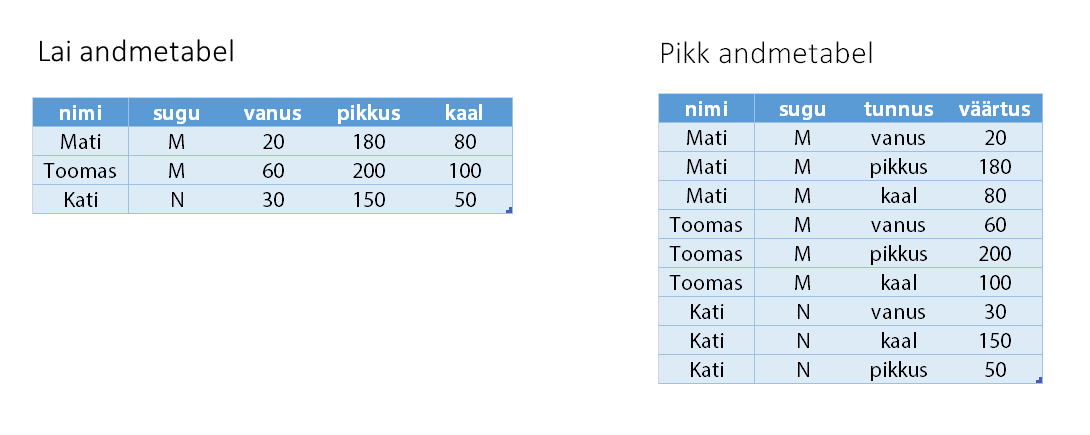 Lai andmetabel
nimi sugu vanus pikkus kaal
Mati M 20 180 80
Toomas M 60 200 100
Kati N 30 150 50
Pikk andmetabel
nimi sugu tunnus väärtus
Mati M vanus 20
Mati M pikkus 180
Mati M kaal 80
Toomas M vanus 60
Toomas M pikkus 200
Toomas M kaal 100
Kati N vanus 30
Kati N kaal 150
Kati N pikkus 50